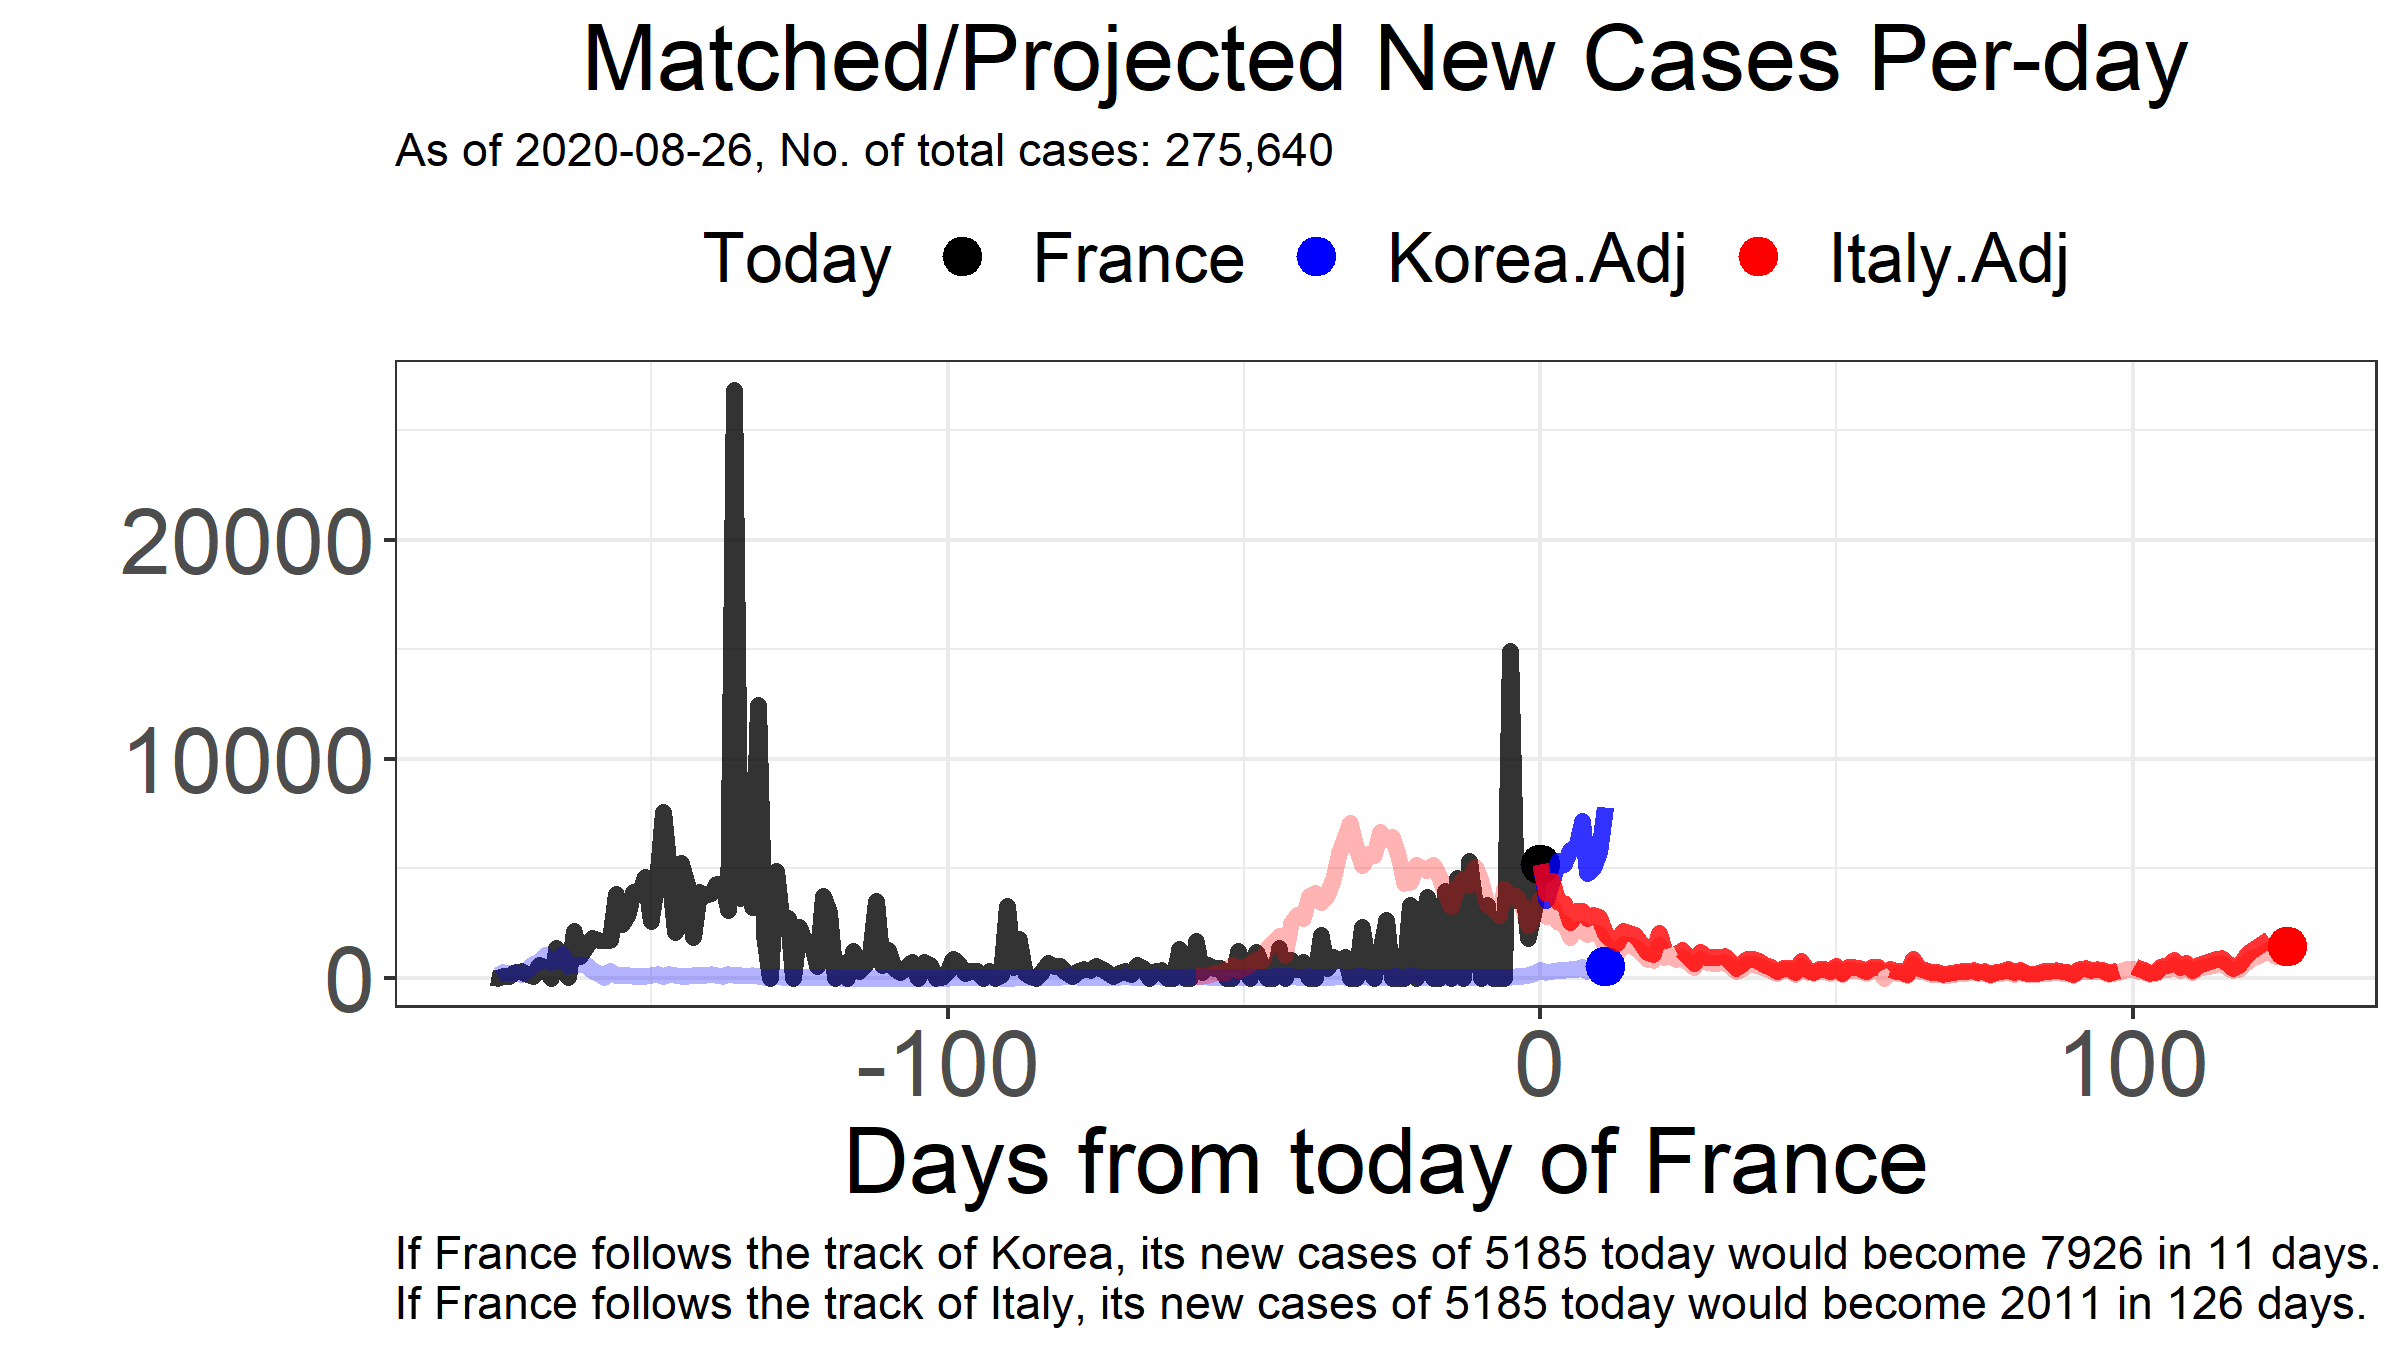 Matched/Projected New Cases Per-day
As of 2020-08-26, No. of total cases: 275,640
Today France Korea.Adj Italy.Adj
20000
10000
0
-100 0 100
Days from today of France
If France follows the track of Korea, its new cases of 5185 today would become 7926 in 11 days.
If France follows the track of Italy, its new cases of 5185 today would become 2011 in 126 days.